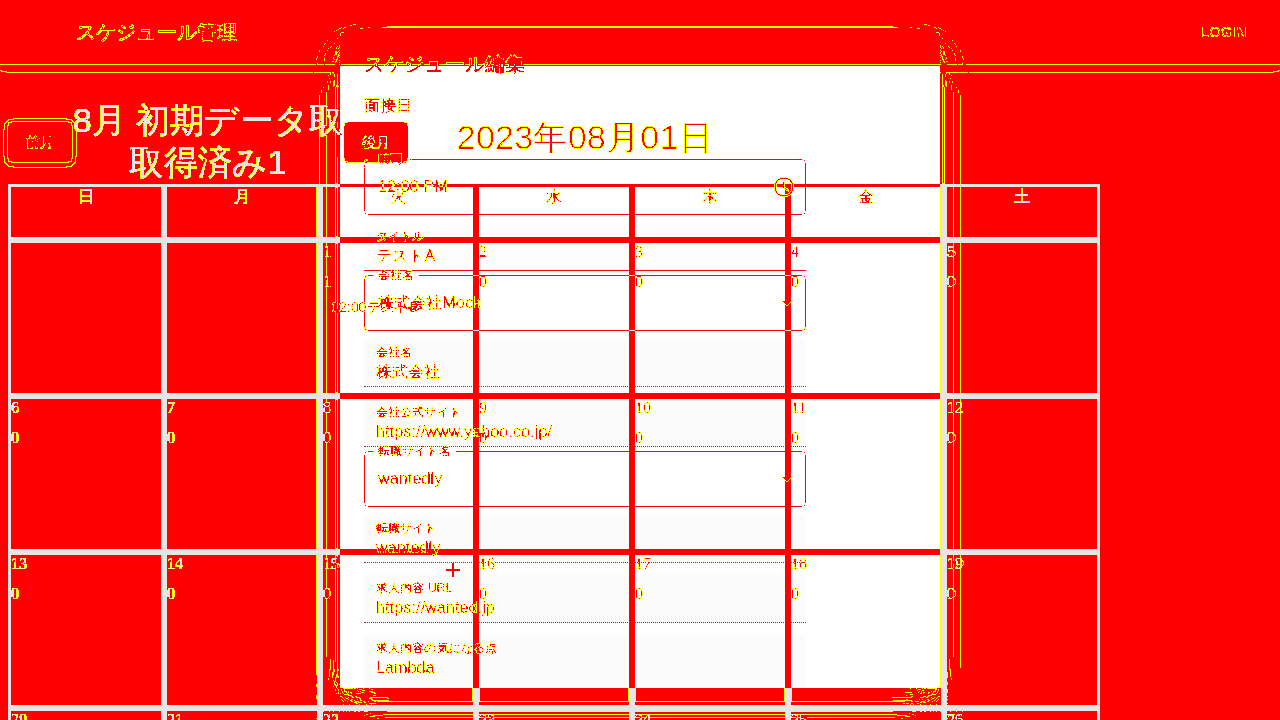 スケジュール管理
LOGIN
スケジュール編集
面接日
8月 初期データ取
取得済み1
前月
後月
2023年08月01日
時間
12:00 PM
日 月 火 水 木 金 土
タイトル
テストA
1 2 3 4 5
会社名
1 0 0 0 0
株式会社Mock
会社名
株式会社
6 7 8 9 10 11 12
会社公式サイト
https://www.yahoo.co.jp/
0 0 0 0 0 0
転職サイト名
wantedly
転職サイト
wantedly
13 14 15 16 17 18 19
求人内容 URL
0 0 0 0 0 0 0
https://wanted.jp
求人内容の気になる点
Lambda
20 21 22 23 24 25 26